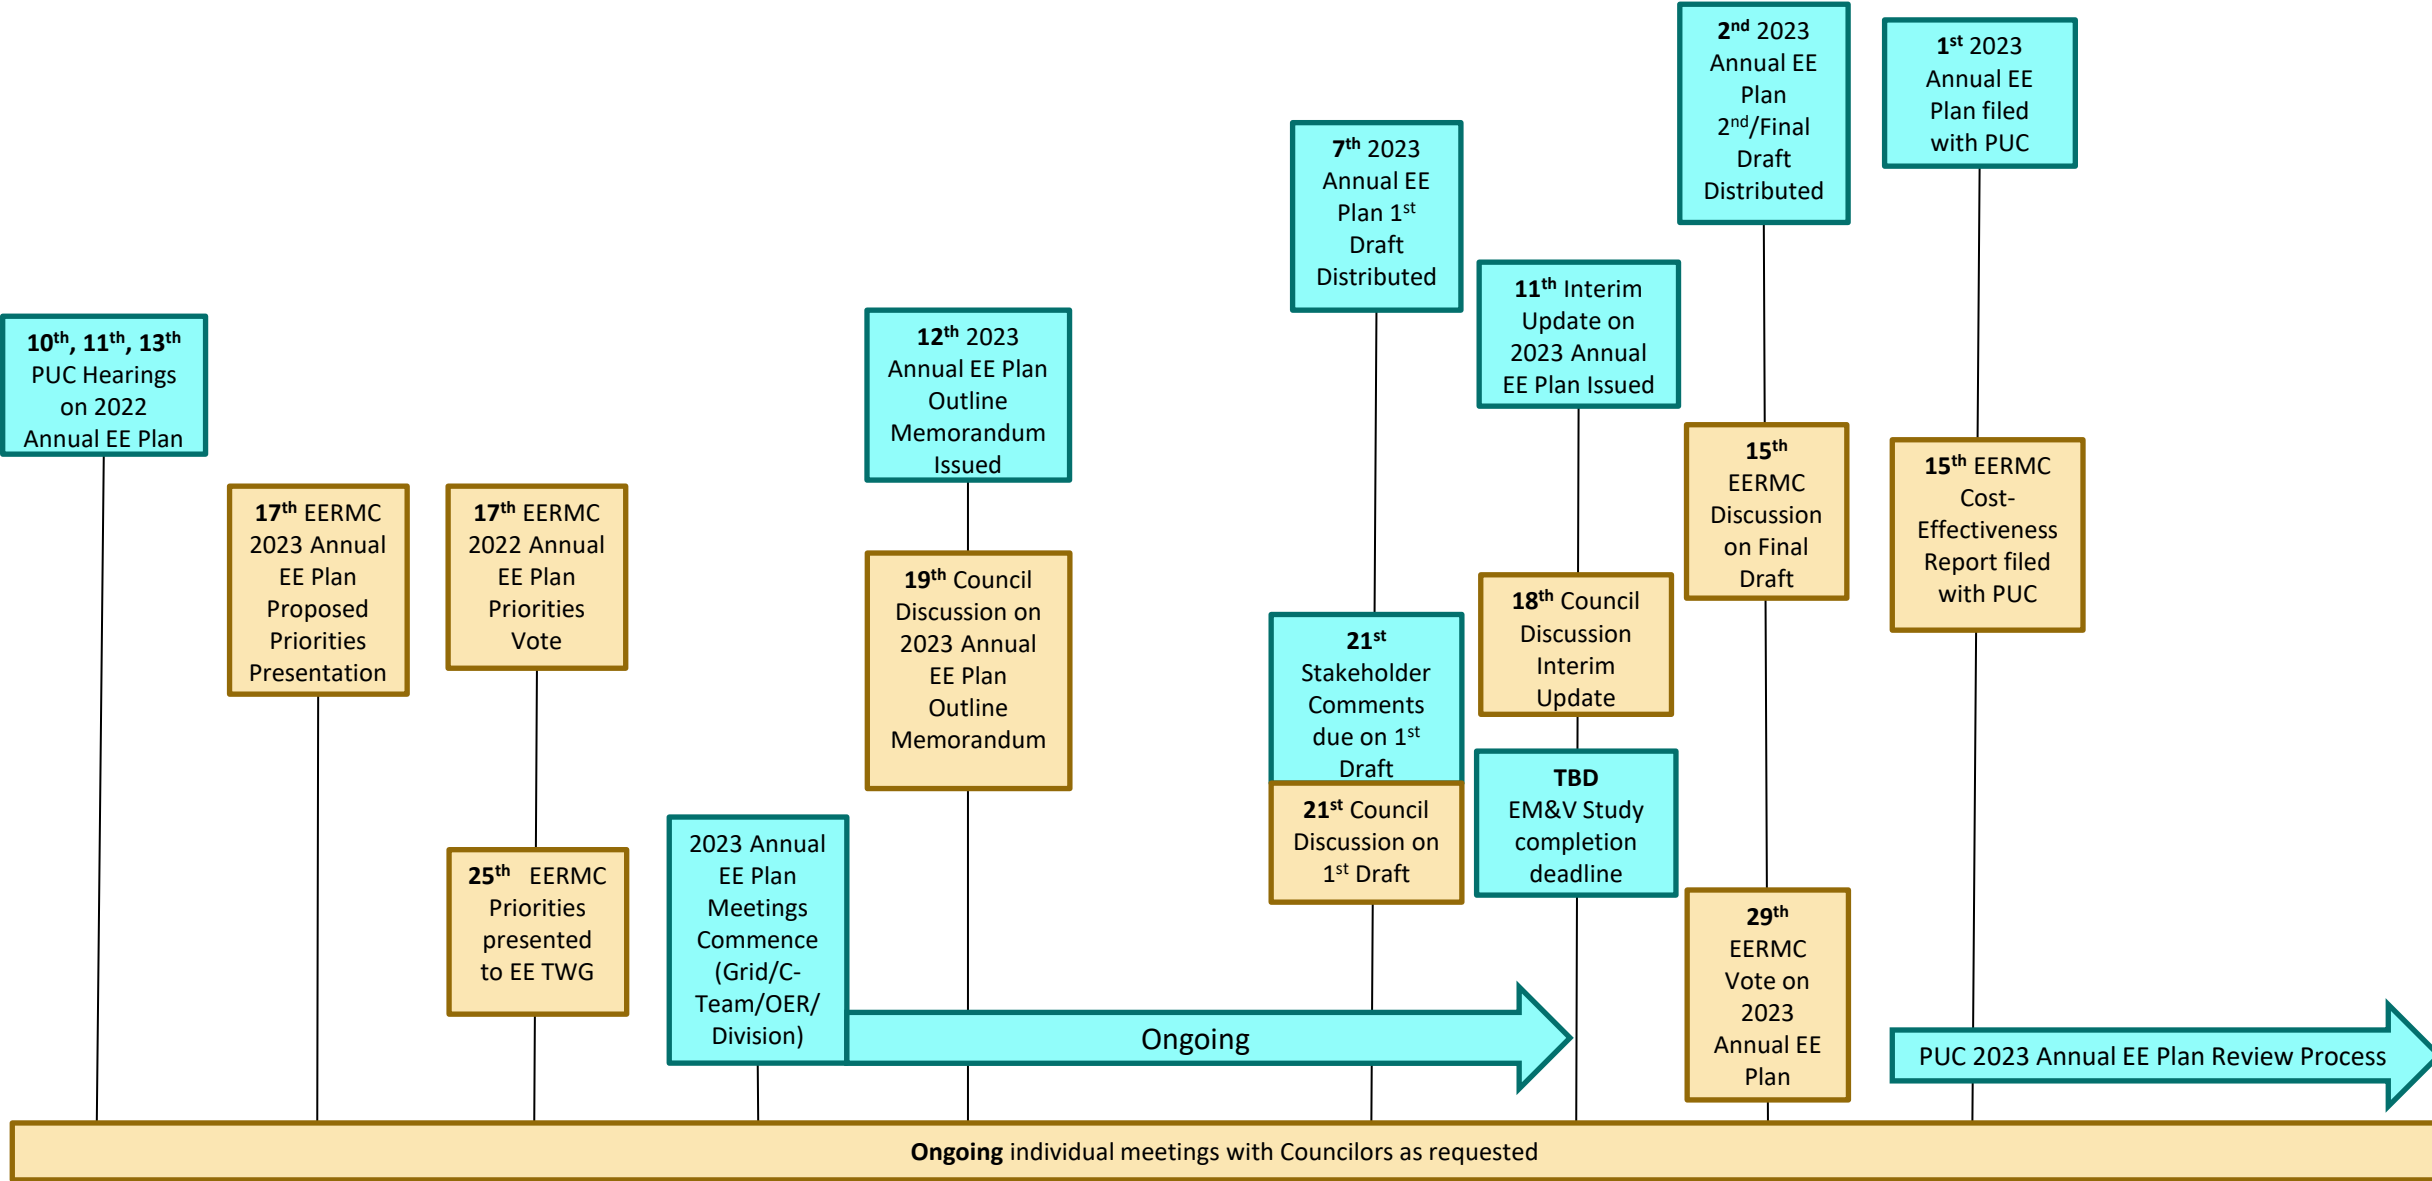 10th, 11th, 13th
PUC Hearings
on 2022
Annual EE Plan
17th EERMC
2023 Annual
EE Plan
Proposed
Priorities
Presentation
17th EERMC
2022 Annual
EE Plan
Priorities
Vote
25th EERMC
Priorities
presented
to EE TWG
2023 Annual
EE Plan
Meetings
Commence
(Grid/C-
Team/OER/
Division)
12th 2023
Annual EE Plan
Outline
Memorandum
Issued
19th Council
Discussion on
2023 Annual
EE Plan
Outline
Memorandum
Ongoing
7th 2023
Annual EE
Plan 1st
Draft
Distributed
21st
Stakeholder
Comments
due on 1st
Draft
21st Council
Discussion on
1st Draft
11th Interim
Update on
2023 Annual
EE Plan Issued
18th Council
Discussion
Interim
Update
TBD
EM&V Study
completion
deadline
2nd 2023
Annual EE
Plan
2nd/Final
Draft
Distributed
15th
EERMC
Discussion
on Final
Draft
29th
EERMC
Vote on
2023
Annual EE
Plan
1st 2023
Annual EE
Plan filed
with PUC
15th EERMC
Cost-
Effectiveness
Report filed
with PUC
PUC 2023 Annual EE Plan Review Process
Ongoing individual meetings with Councilors as requested